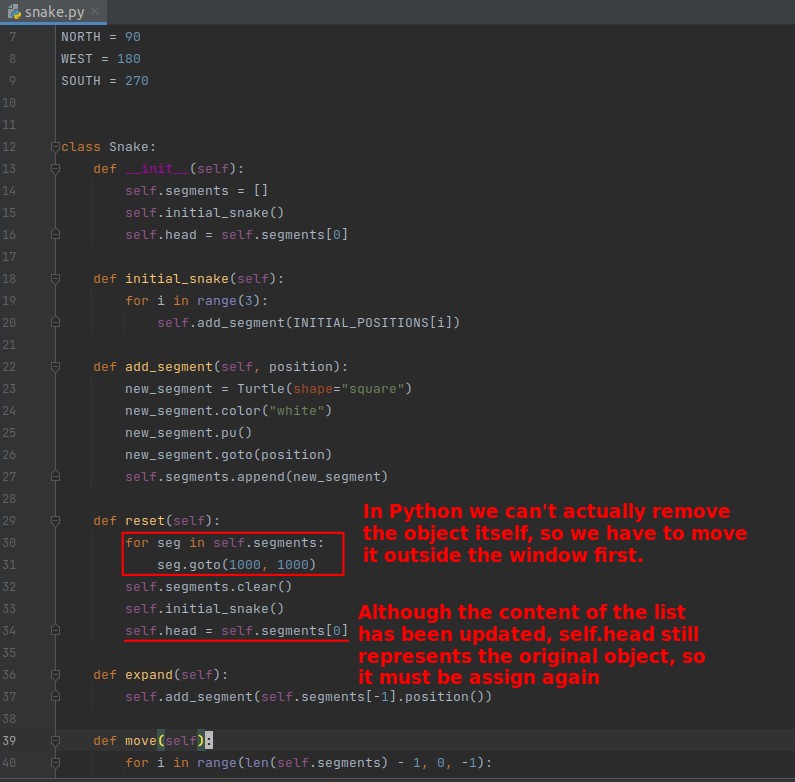 snake.py
7 NORTH = 90
8 WEST = 180
9 SOUTH = 270
10
11
12 class Snake:
13 def __init__(self):
14 self.segments = []
15 self.initial_snake()
16 self.head = self.segments[0]
17
18 def initial_snake(self):
19 for i in range(3):
20 self.add_segment(INITIAL_POSITIONS[i])
21
22 def add_segment(self, position):
23 new_segment = Turtle(shape="square")
24 new_segment.color("white")
25 new_segment.pu()
26 new_segment.goto(position)
27 self.segments.append(new_segment)
28
29 def reset(self):
30 for seg in self.segments:
31 seg.goto(1000, 1000)
32 self.segments.clear()
33 self.initial_snake()
34 self.head = self.segments[0]
35
36 def expand(self):
37 self.add_segment(self.segments[-1].position())
38
39 def move(self):
40 for i in range(len(self.segments) - 1, 0, -1):
In Python we can't actually remove
the object itself, so we have to move
it outside the window first.
Although the content of the list
has been updated, self.head still
represents the original object, so
it must be assign again